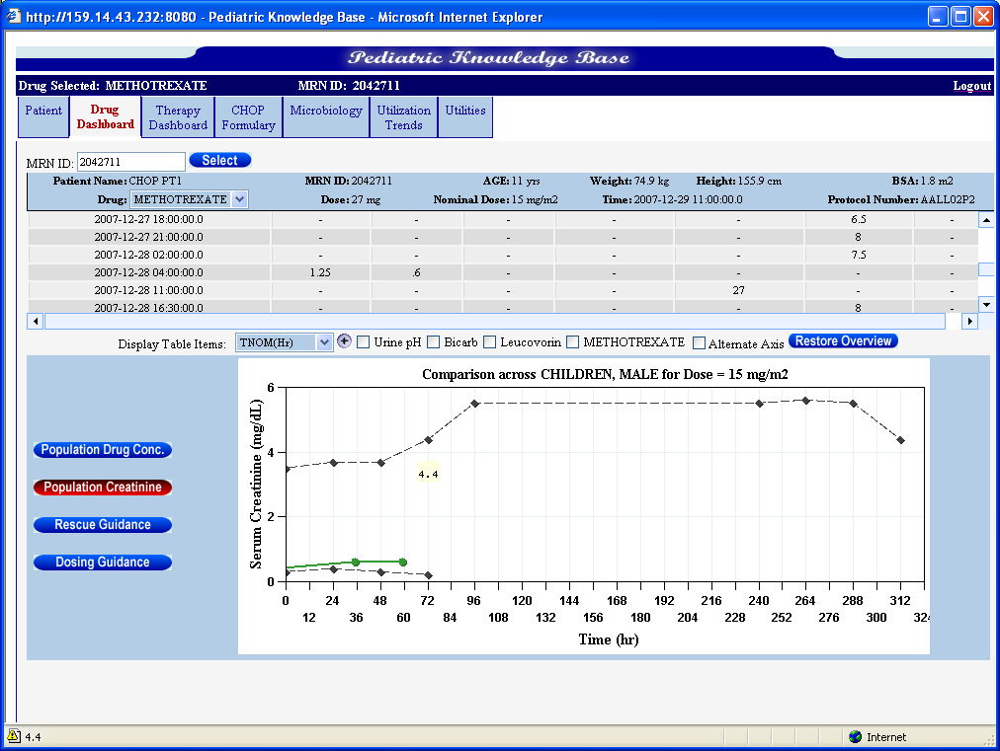 http://159.14.43.232:8080 - Pediatric Knowledge Base - Microsoft Internet Explorer
Pediatric Knowledge Base
Drug Selected: METHOTREXATE MRN ID: 2042711 Logout
Patient Drug Dashboard Therapy Dashboard CHOP Formulary Microbiology Utilization Trends Utilities
MRN ID: 2042711 Select
Patient Name: CHOP PT1 MRN ID: 2042711 AGE: 11 yrs Weight: 74.9 kg Height: 155.9 cm BSA: 1.8 m2
Drug: METHOTREXATE Dose: 27 mg Nominal Dose: 15 mg/m2 Time: 2007-12-29 11:00:00.0 Protocol Number: AALL02P2
2007-12-27 18:00:00.0 - - - - - 6.5 -
2007-12-27 21:00:00.0 - - - - - 8 -
2007-12-28 02:00:00.0 - - - - - 7.5 -
2007-12-28 04:00:00.0 1.25 .6 - - - - -
2007-12-28 11:00:00.0 - - - - 27 - -
2007-12-28 16:30:00.0 - - - - - 8 -
Display Table Items: TNOM(Hr) Urine pH Bicarb Leucovorin METHOTREXATE Alternate Axis Restore Overview
Population Drug Conc.
Population Creatinine
Rescue Guidance
Dosing Guidance
Comparison across CHILDREN, MALE for Dose = 15 mg/m2
Serum Creatinine (mg/dL)
6
4
2
0
4.4
0 24 48 72 96 120 144 168 192 216 240 264 288 312
12 36 60 84 108 132 156 180 204 228 252 276 300 324
Time (hr)
4.4 Internet